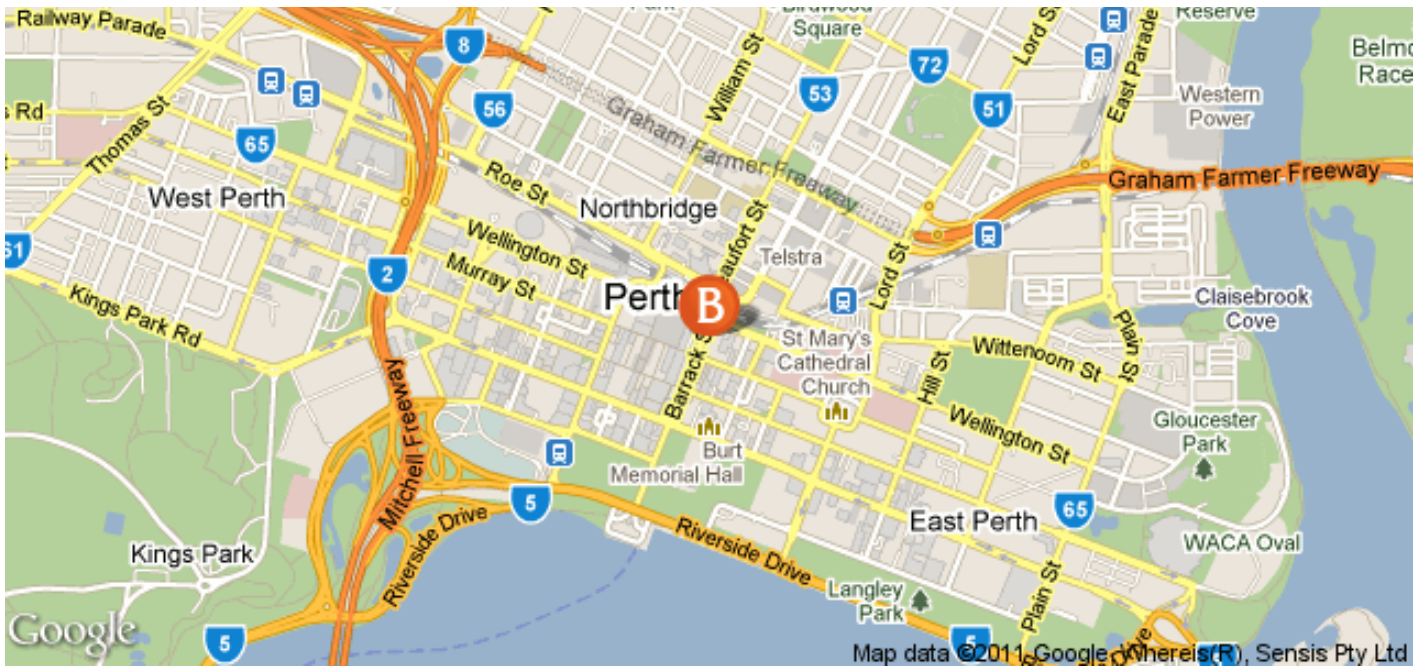 Railway Parade
Park
Birdwood
Square
Reserve
Belmo
Race
8
72
Lord St
East Parade
William St
53
56
51
Western
Power
s Rd
Thomas St
65
Graham Farmer Freeway
Graham Farmer Freeway
West Perth
Roe St
Northbridge
Beaufort St
61
Wellington St
Telstra
Lord St
2
Murray St
Perth
B
Kings Park Rd
Claisebrook
Cove
St Mary's
Cathedral
Church
Wittenoom St
Plain St
Barrack S
Hill St
Mitchell Freeway
Wellington St
Gloucester
Park
Burt
Memorial Hall
5
65
East Perth
Riverside Drive
Riverside Drive
WACA Oval
Kings Park
Langley
Park
Plain St
Google
5
5
Drive
Map data ©2011 Google, Whereis(R), Sensis Pty Ltd